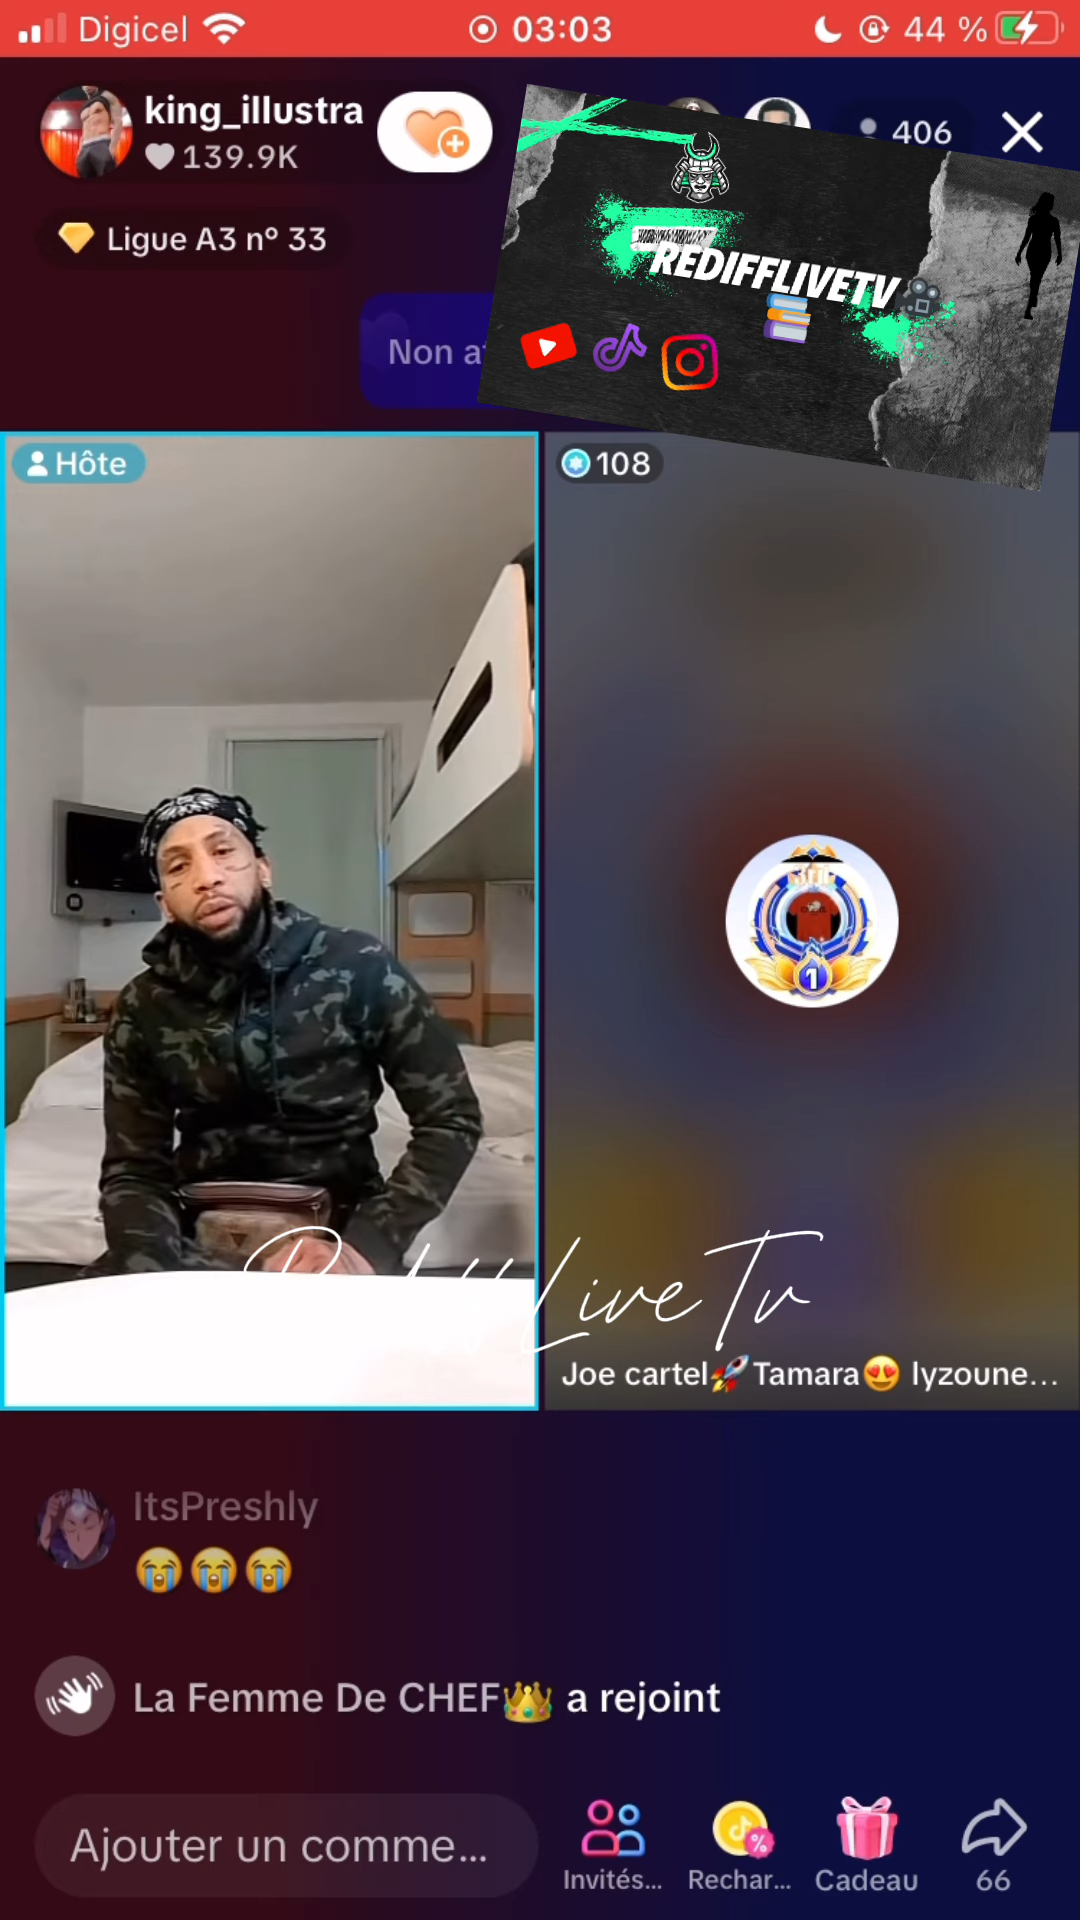 Digicel
03:03
44 %
king_illustra
139.9K
406
Ligue A3 n° 33
REDIFFLIVETV
Non a
Hôte
108
Live Tv
Joe cartel🚀Tamara😍 lyzoune...
ItsPreshly
😭😭😭
La Femme De CHEF👑 a rejoint
Ajouter un comme...
Invités...
Rechar...
Cadeau
66